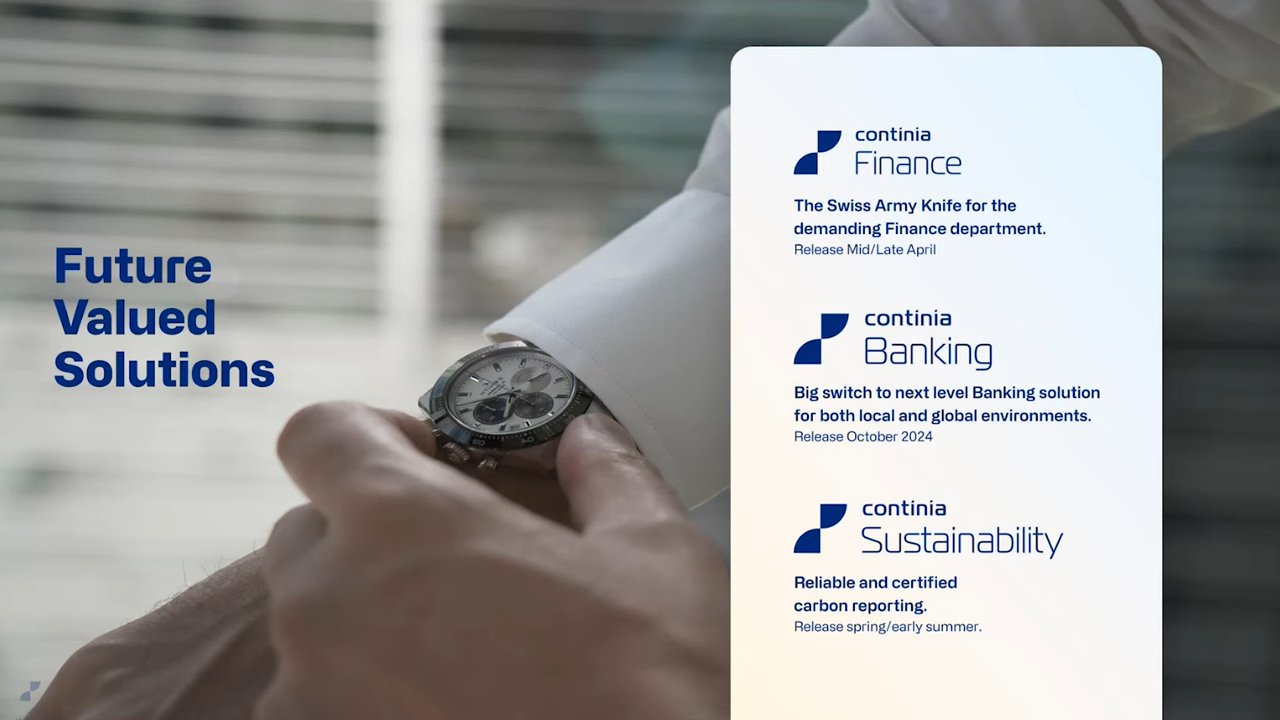 Future
Valued
Solutions
continia
Finance
The Swiss Army Knife for the
demanding Finance department.
Release Mid/Late April
continia
Banking
Big switch to next level Banking solution
for both local and global environments.
Release October 2024
continia
Sustainability
Reliable and certified
carbon reporting.
Release spring/early summer.